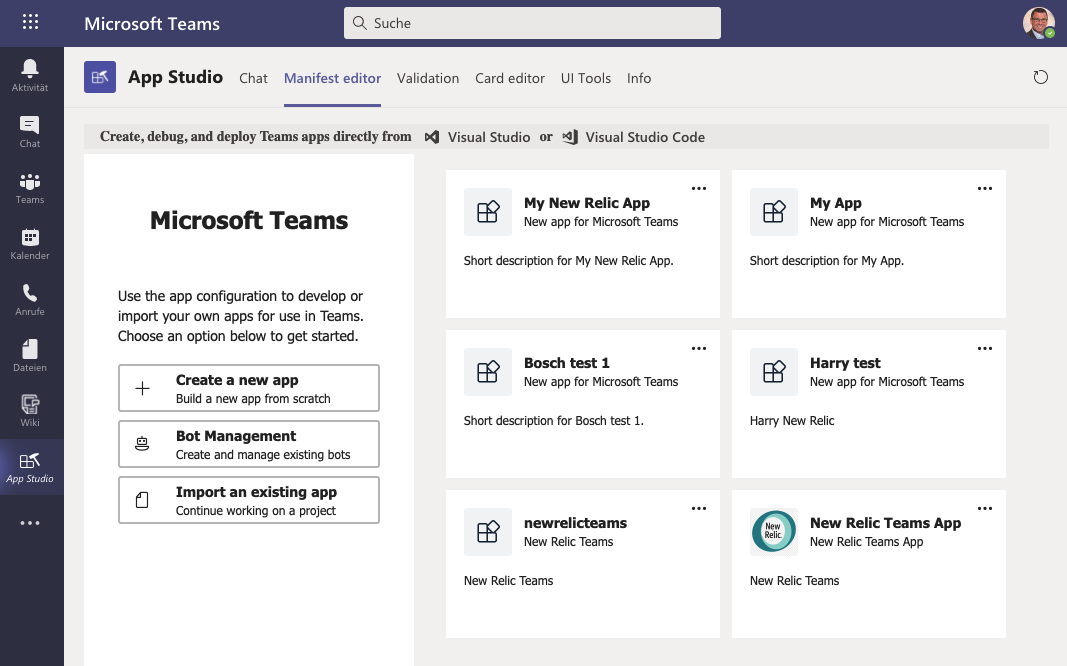 Microsoft Teams
Suche
Aktivität
Chat
Teams
Kalender
Anrufe
Dateien
Wiki
App Studio
App Studio Chat Manifest editor Validation Card editor UI Tools Info
Create, debug, and deploy Teams apps directly from Visual Studio or Visual Studio Code
Microsoft Teams
Use the app configuration to develop or
import your own apps for use in Teams.
Choose an option below to get started.
Create a new app
Build a new app from scratch
Bot Management
Create and manage existing bots
Import an existing app
Continue working on a project
My New Relic App
New app for Microsoft Teams
Short description for My New Relic App.
My App
New app for Microsoft Teams
Short description for My App.
Bosch test 1
New app for Microsoft Teams
Short description for Bosch test 1.
Harry test
New app for Microsoft Teams
Harry New Relic
newrelicteams
New Relic Teams
New Relic Teams
New
Relic.
New Relic Teams App
New Relic Teams App
New Relic Teams